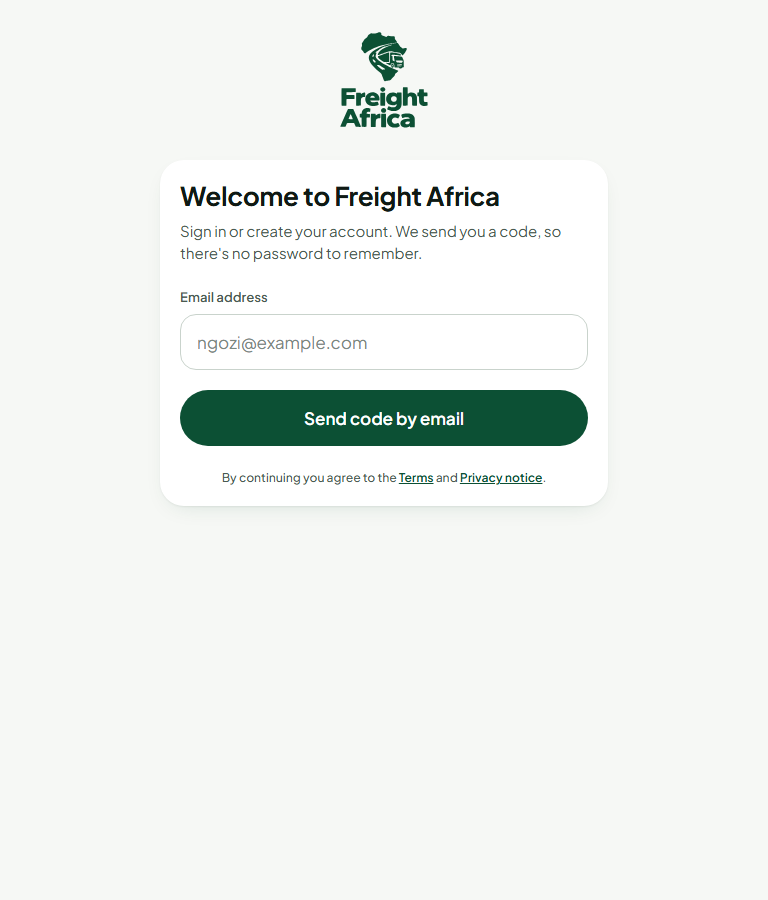 Freight
Africa
Welcome to Freight Africa
Sign in or create your account. We send you a code, so
there's no password to remember.
Email address
ngozi@example.com
Send code by email
By continuing you agree to the Terms and Privacy notice.